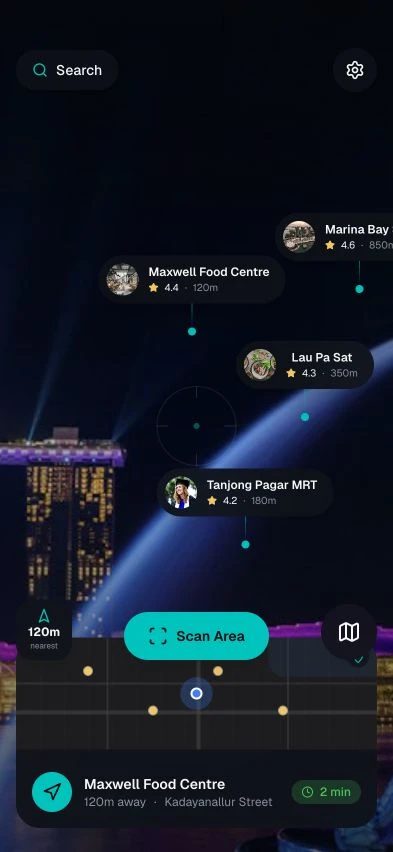 Search
Marina Bay
4.6 · 850m
Maxwell Food Centre
4.4 · 120m
Lau Pa Sat
4.3 · 350m
Tanjong Pagar MRT
4.2 · 180m
120m
nearest
Scan Area
Maxwell Food Centre
120m away · Kadayanallur Street
2 min